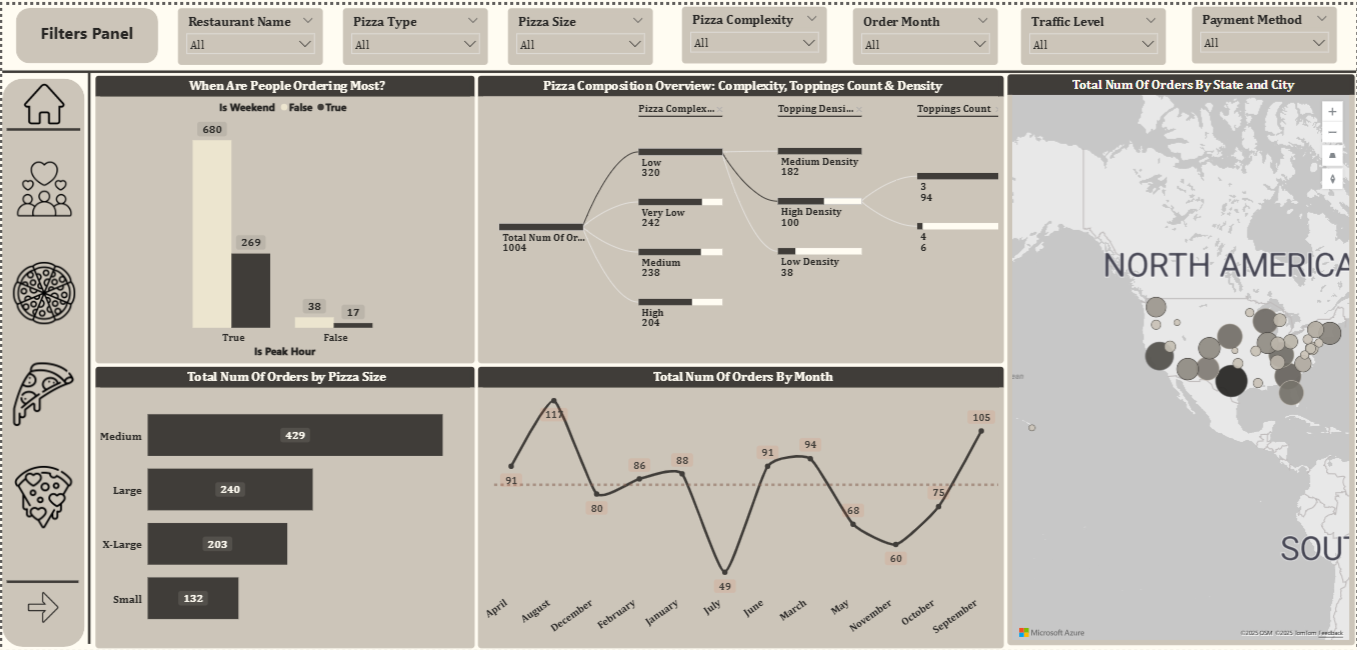 Filters Panel
Restaurant Name
All
Pizza Type
All
Pizza Size
All
Pizza Complexity
All
Order Month
All
Traffic Level
All
Payment Method
All
When Are People Ordering Most?
Is Weekend False True
680
269
38
17
True
False
Is Peak Hour
Pizza Composition Overview: Complexity, Toppings Count & Density
Pizza Complex...
Topping Densi...
Toppings Count
Total Num Of Or...
1004
Low
320
Very Low
242
Medium
238
High
204
Medium Density
182
High Density
100
Low Density
38
3
94
4
6
Total Num Of Orders By State and City
NORTH AMERICA
SOUT
Microsoft Azure
©2025 OSM ©2025 TomTom Feedback
Total Num Of Orders by Pizza Size
Medium
429
Large
240
X-Large
203
Small
132
Total Num Of Orders By Month
91
117
80
86
88
49
91
94
68
60
75
105
April
August
December
February
January
July
June
March
May
November
October
September